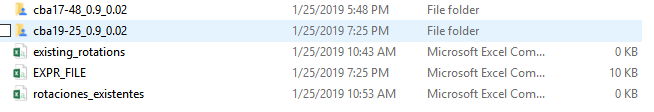 cba17-48_0.9_0.02 1/25/2019 5:48 PM File folder
cba19-25_0.9_0.02 1/25/2019 7:25 PM File folder
existing_rotations 1/25/2019 10:43 AM Microsoft Excel Com... 0 KB
EXPR_FILE 1/25/2019 7:25 PM Microsoft Excel Com... 10 KB
rotaciones_existentes 1/25/2019 10:53 AM Microsoft Excel Com... 0 KB